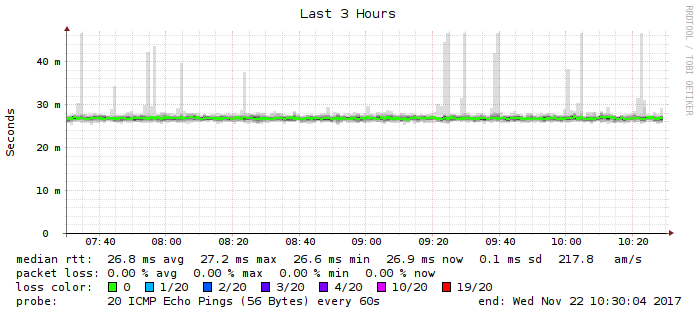 Last 3 Hours
RRDTOOL / TOBI OETIKER
Seconds
40 m
30 m
20 m
10 m
0
07:40 08:00 08:20 08:40 09:00 09:20 09:40 10:00 10:20
median rtt: 26.8 ms avg 27.2 ms max 26.6 ms min 26.9 ms now 0.1 ms sd 217.8 am/s
packet loss: 0.00 % avg 0.00 % max 0.00 % min 0.00 % now
loss color: 0 1/20 2/20 3/20 4/20 10/20 19/20
probe: 20 ICMP Echo Pings (56 Bytes) every 60s end: Wed Nov 22 10:30:04 2017